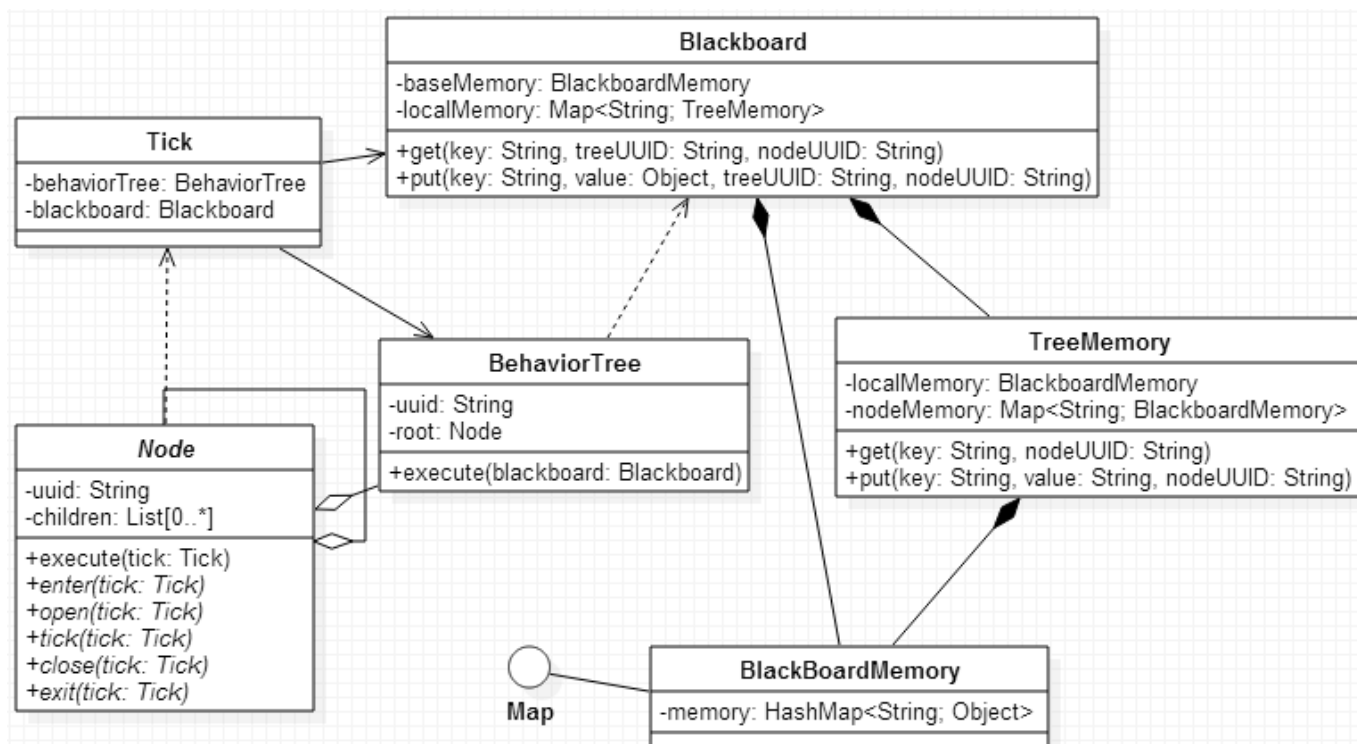 Blackboard
-baseMemory: BlackboardMemory
-localMemory: Map<String; TreeMemory>
+get(key: String, treeUUID: String, nodeUUID: String)
+put(key: String, value: Object, treeUUID: String, nodeUUID: String)
Tick
-behaviorTree: BehaviorTree
-blackboard: Blackboard
BehaviorTree
-uuid: String
-root: Node
+execute(blackboard: Blackboard)
TreeMemory
-localMemory: BlackboardMemory
-nodeMemory: Map<String; BlackboardMemory>
+get(key: String, nodeUUID: String)
+put(key: String, value: String, nodeUUID: String)
Node
-uuid: String
-children: List[0..*]
+execute(tick: Tick)
+enter(tick: Tick)
+open(tick: Tick)
+tick(tick: Tick)
+close(tick: Tick)
+exit(tick: Tick)
Map
BlackBoardMemory
-memory: HashMap<String; Object>